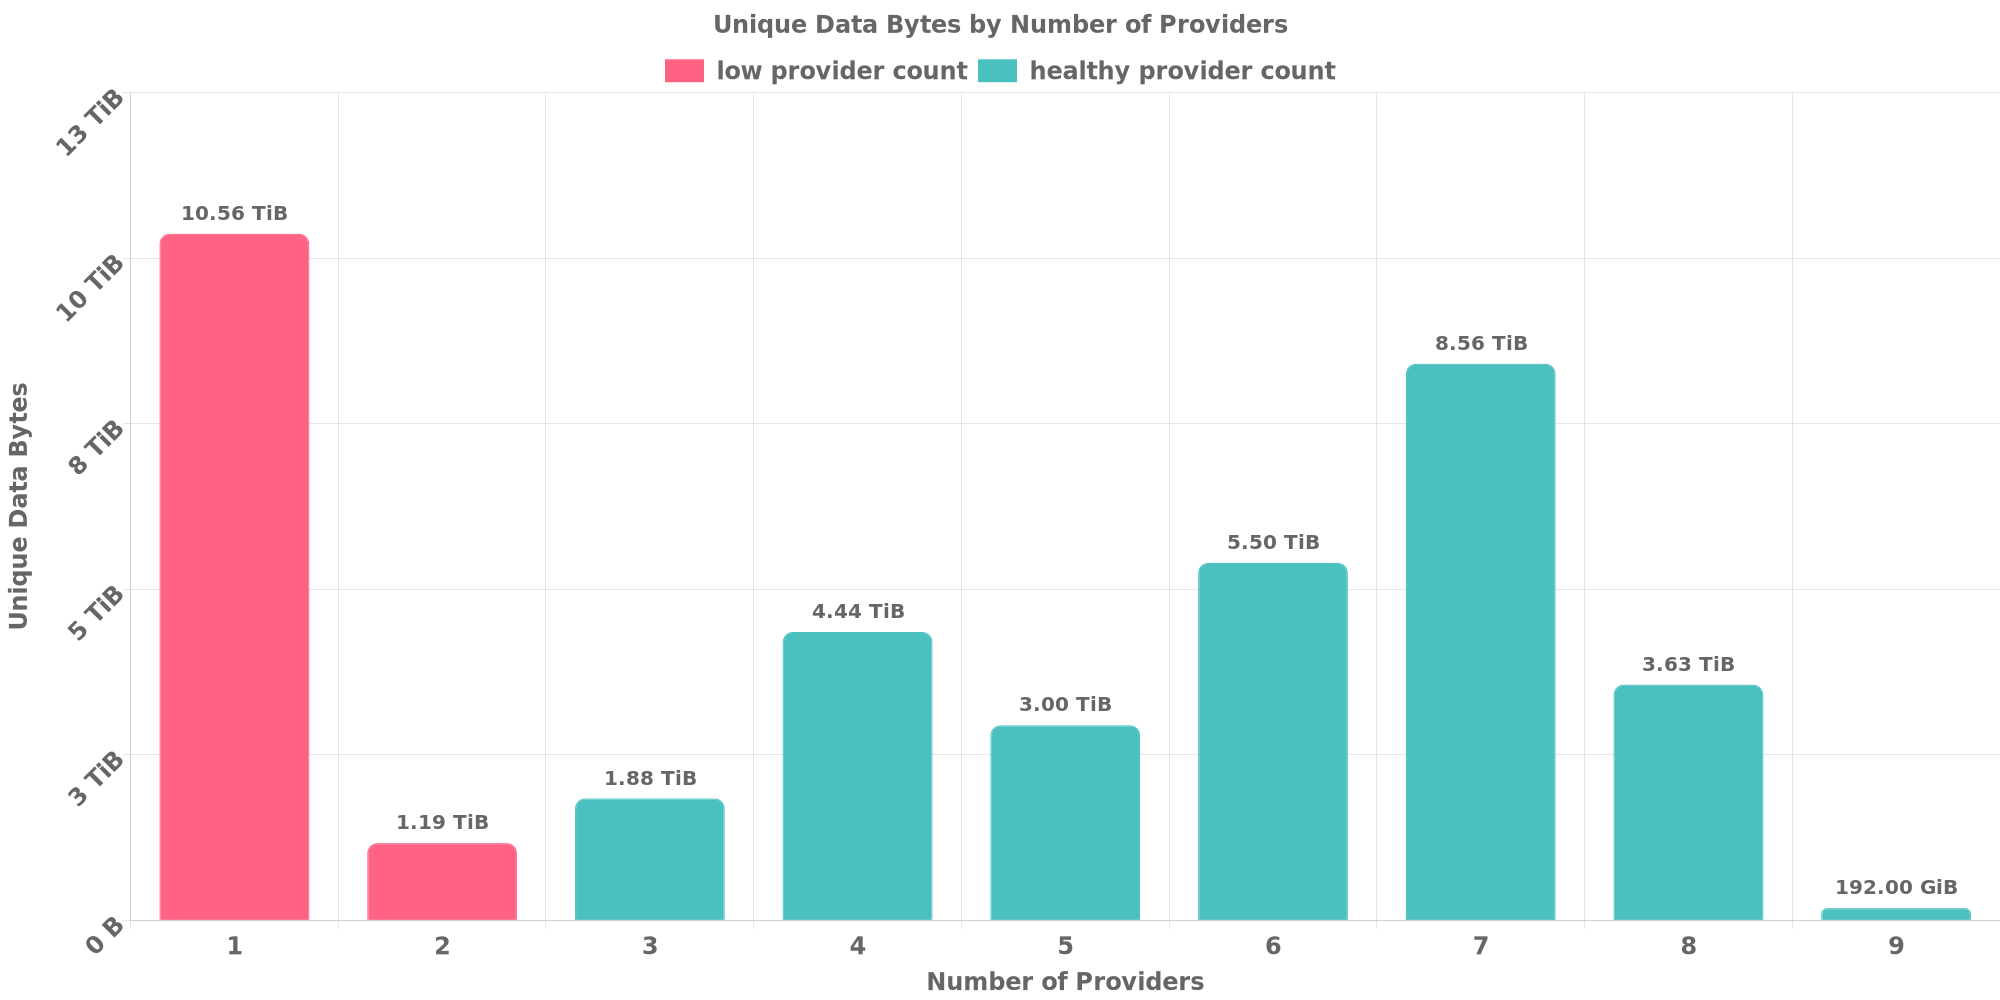 Unique Data Bytes by Number of Providers
low provider count
healthy provider count
13 TiB
10 TiB
8 TiB
5 TiB
3 TiB
0 B
Unique Data Bytes
10.56 TiB
1.19 TiB
1.88 TiB
4.44 TiB
3.00 TiB
5.50 TiB
8.56 TiB
3.63 TiB
192.00 GiB
1
2
3
4
5
6
7
8
9
Number of Providers